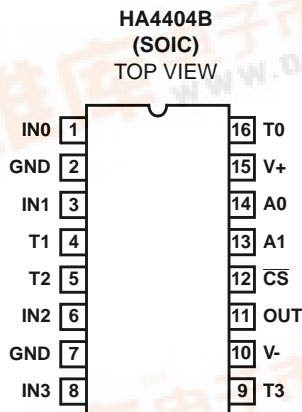 HA4404B
(SOIC)
TOP VIEW
IN0 1 16 T0
GND 2 15 V+
IN1 3 14 A0
T1 4 13 A1
T2 5 12 C̅S̅
IN2 6 11 OUT
GND 7 10 V-
IN3 8 9 T3